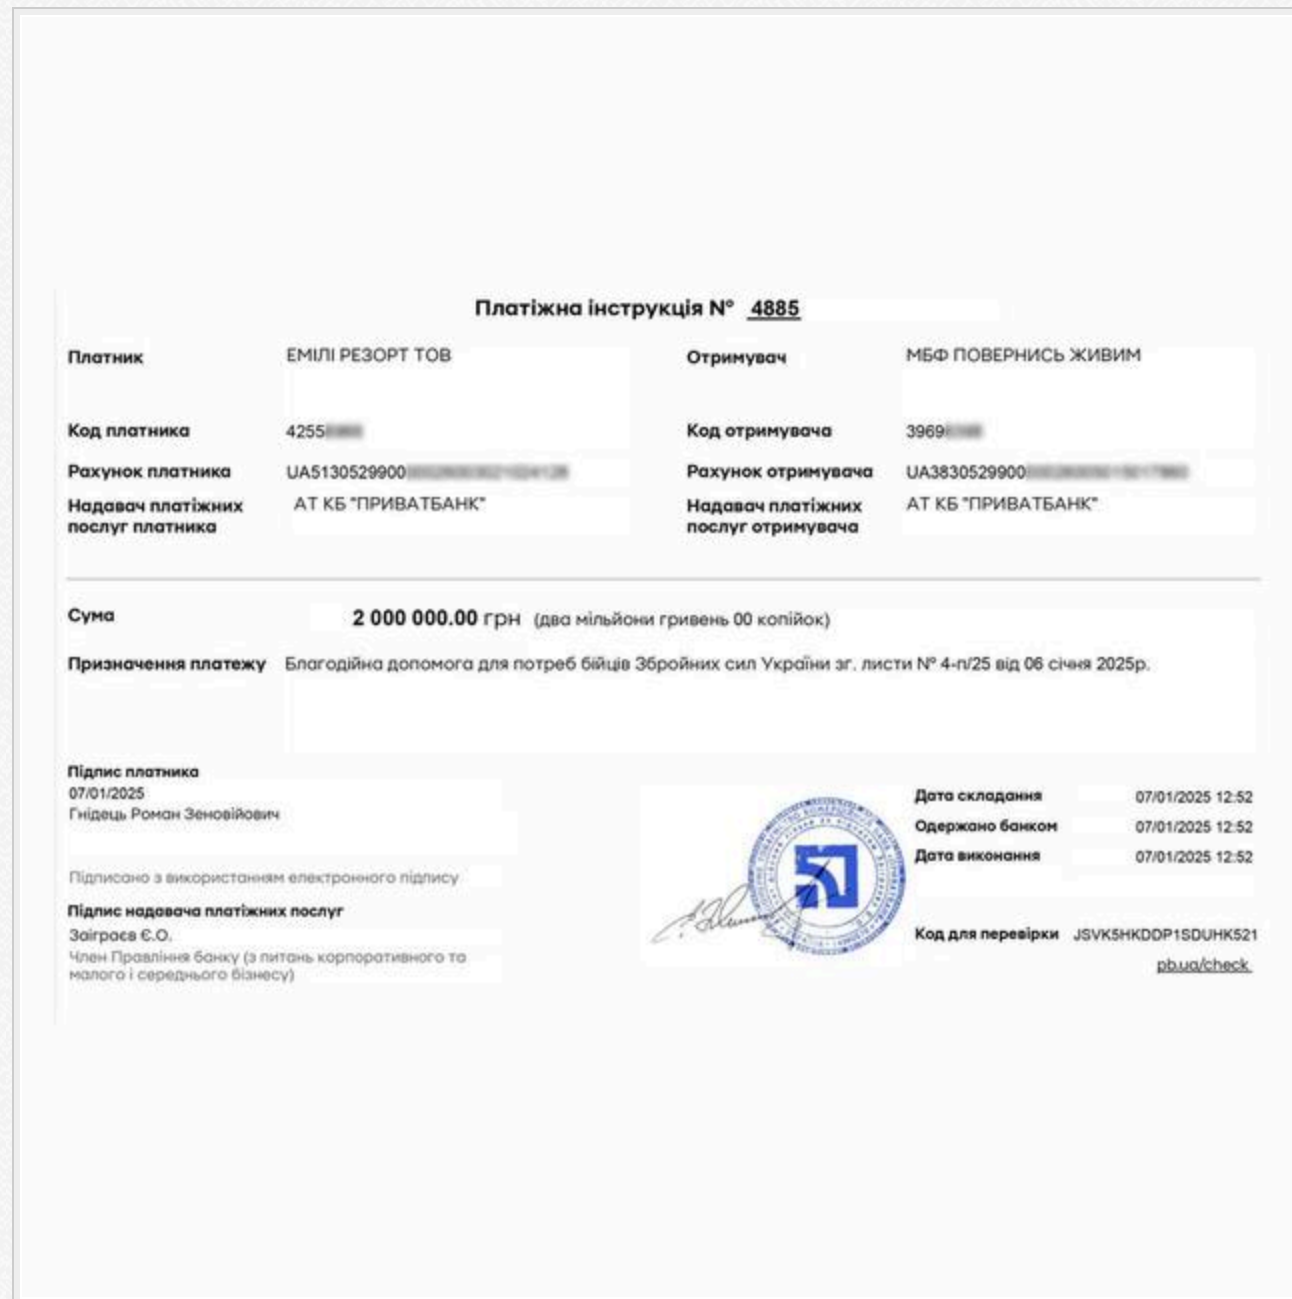 Платіжна інструкція № 4885
Платник ЕМІЛІ РЕЗОРТ ТОВ Отримувач МБФ ПОВЕРНИСЬ ЖИВИМ
Код платника 4255 Код отримувача 3969
Рахунок платника UA5130529900 Рахунок отримувача UA3830529900
Надавач платіжних АТ КБ "ПРИВАТБАНК" Надавач платіжних АТ КБ "ПРИВАТБАНК"
послуг платника послуг отримувача
Сума 2 000 000.00 грн (два мільйони гривень 00 копійок)
Призначення платежу Благодійна допомога для потреб бійців Збройних сил України зг. листи № 4-п/25 від 06 січня 2025р.
Підпис платника
07/01/2025
Гнідець Роман Зеновійович
Підписано з використанням електронного підпису
Підпис надавача платіжних послуг
Заіграєв Є.О.
Член Правління банку (з питань корпоративного та
малого і середнього бізнесу)
Дата складання 07/01/2025 12:52
Одержано банком 07/01/2025 12:52
Дата виконання 07/01/2025 12:52
Код для перевірки JSVK5HKDDP1SDUHK521
pb.ua/check